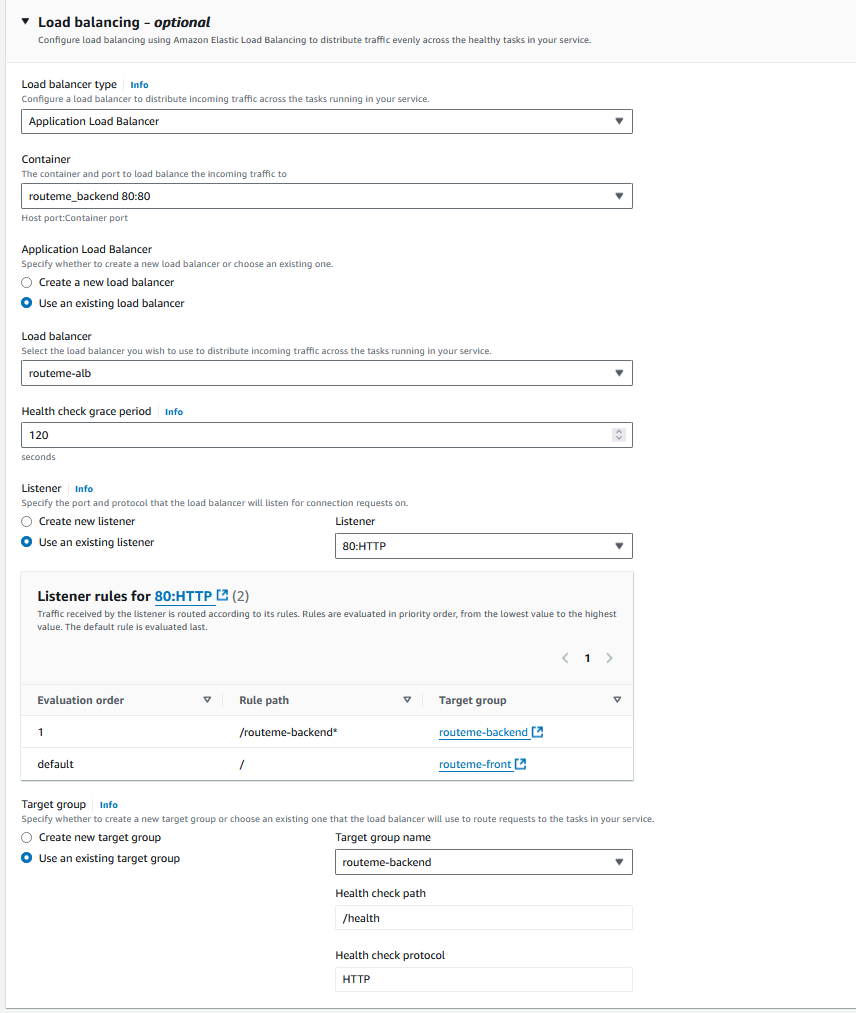 Load balancing - optional
Configure load balancing using Amazon Elastic Load Balancing to distribute traffic evenly across the healthy tasks in your service.
Load balancer type Info
Configure a load balancer to distribute incoming traffic across the tasks running in your service.
Application Load Balancer
Container
The container and port to load balance the incoming traffic to
routeme_backend 80:80
Host port:Container port
Application Load Balancer
Specify whether to create a new load balancer or choose an existing one.
Create a new load balancer
Use an existing load balancer
Load balancer
Select the load balancer you wish to use to distribute incoming traffic across the tasks running in your service.
routeme-alb
Health check grace period Info
120
seconds
Listener Info
Specify the port and protocol that the load balancer will listen for connection requests on.
Create new listener
Use an existing listener
Listener
80:HTTP
Listener rules for 80:HTTP (2)
Traffic received by the listener is routed according to its rules. Rules are evaluated in priority order, from the lowest value to the highest
value. The default rule is evaluated last.
1
Evaluation order Rule path Target group
1 /routeme-backend* routeme-backend
default / routeme-front
Target group Info
Specify whether to create a new target group or choose an existing one that the load balancer will use to route requests to the tasks in your service.
Create new target group
Use an existing target group
Target group name
routeme-backend
Health check path
/health
Health check protocol
HTTP